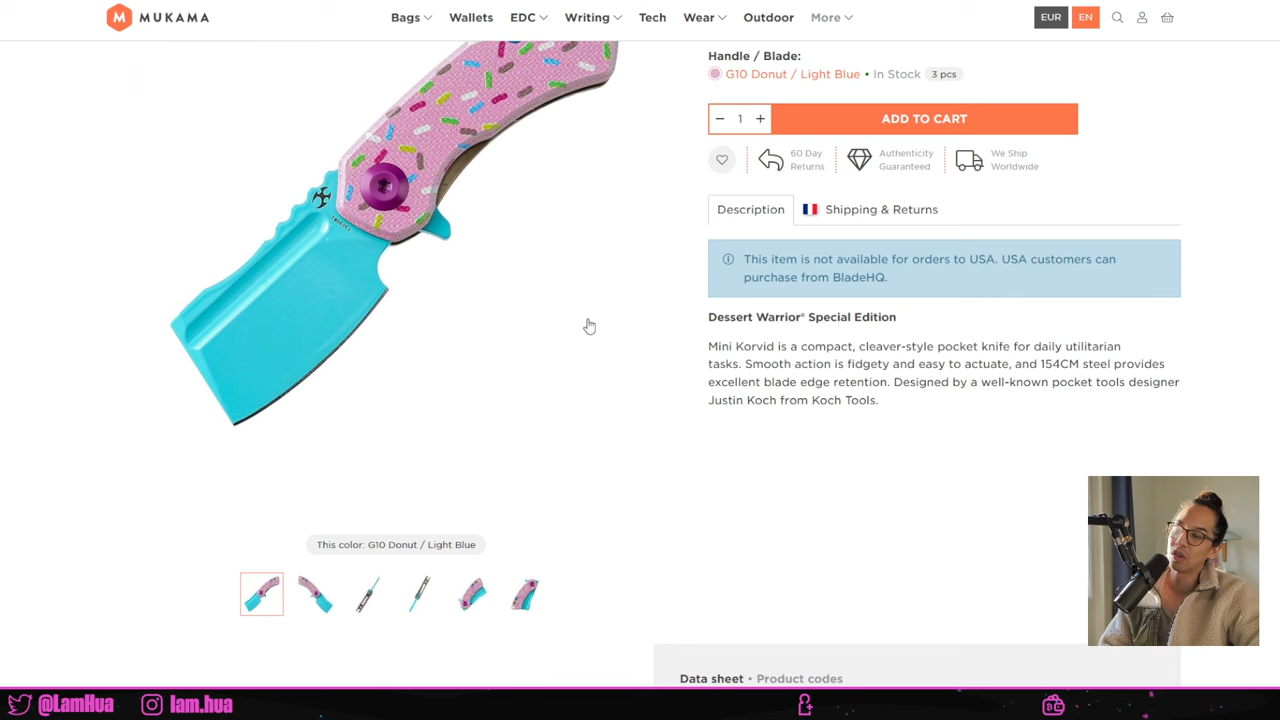 MUKAMA
Bags
Wallets
EDC
Writing
Tech
Wear
Outdoor
More
EUR
EN
Handle / Blade:
G10 Donut / Light Blue • In Stock 3 pcs
− 1 +
ADD TO CART
60 Day
Returns
Authenticity
Guaranteed
We Ship
Worldwide
Description
Shipping & Returns
This item is not available for orders to USA. USA customers can
purchase from BladeHQ.
Dessert Warrior® Special Edition
Mini Korvid is a compact, cleaver-style pocket knife for daily utilitarian
tasks. Smooth action is fidgety and easy to actuate, and 154CM steel provides
excellent blade edge retention. Designed by a well-known pocket tools designer
Justin Koch from Koch Tools.
This color: G10 Donut / Light Blue
Data sheet • Product codes
@LamHua
lam.hua